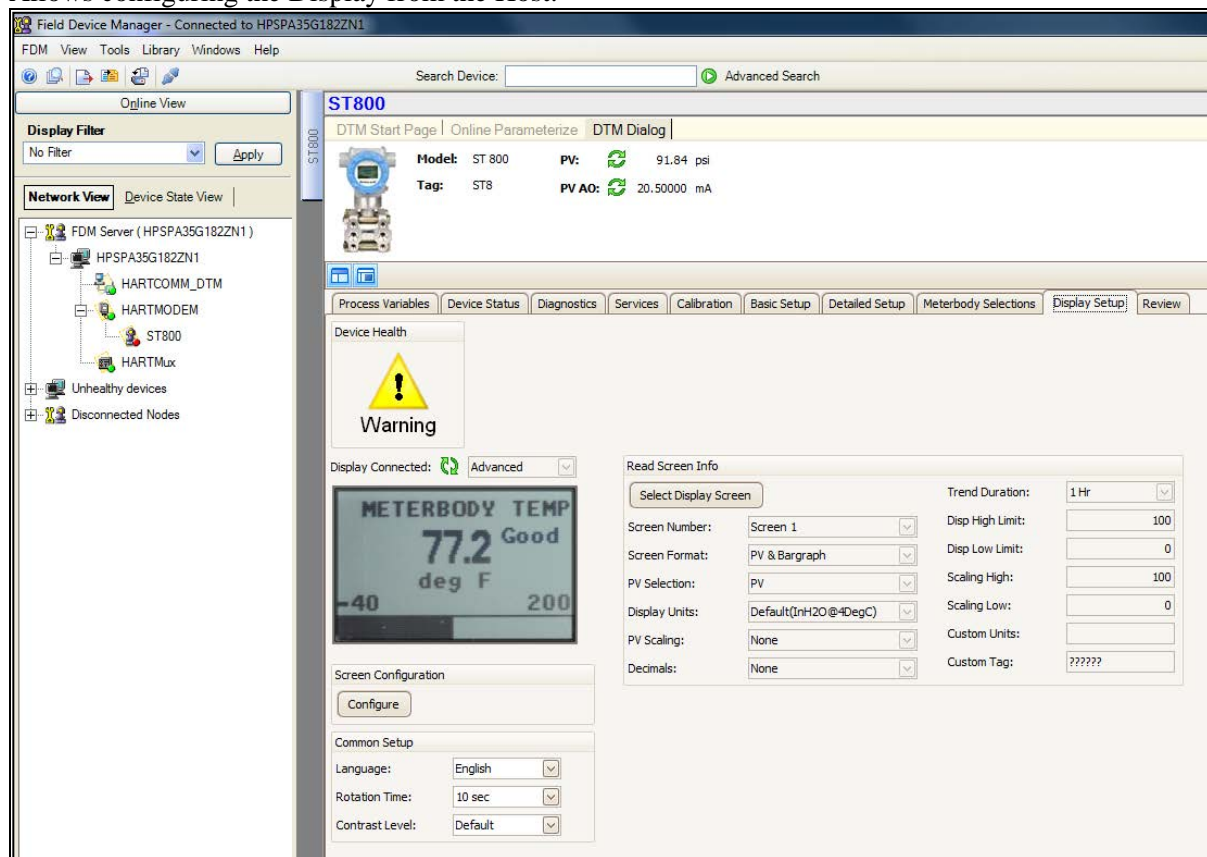 Allows configuring the Display from the Host.
Field Device Manager - Connected to HPSPA35G182ZN1
FDM View Tools Library Windows Help
Search Device: Advanced Search
Online View
Display Filter
No Filter Apply
Network View Device State View
FDM Server ( HPSPA35G182ZN1 )
HPSPA35G182ZN1
HARTCOMM_DTM
HARTMODEM
ST800
HARTMux
Unhealthy devices
Disconnected Nodes
ST800
ST800
DTM Start Page Online Parameterize DTM Dialog
Model: ST 800 PV: 91.84 psi
Tag: ST8 PV AO: 20.50000 mA
Process Variables Device Status Diagnostics Services Calibration Basic Setup Detailed Setup Meterbody Selections Display Setup Review
Device Health
Warning
Display Connected: Advanced
METERBODY TEMP
77.2 Good
deg F
-40 200
Screen Configuration
Configure
Common Setup
Language: English
Rotation Time: 10 sec
Contrast Level: Default
Read Screen Info
Select Display Screen
Screen Number: Screen 1
Screen Format: PV & Bargraph
PV Selection: PV
Display Units: Default(InH2O@4DegC)
PV Scaling: None
Decimals: None
Trend Duration: 1 Hr
Disp High Limit: 100
Disp Low Limit: 0
Scaling High: 100
Scaling Low: 0
Custom Units:
Custom Tag: ??????